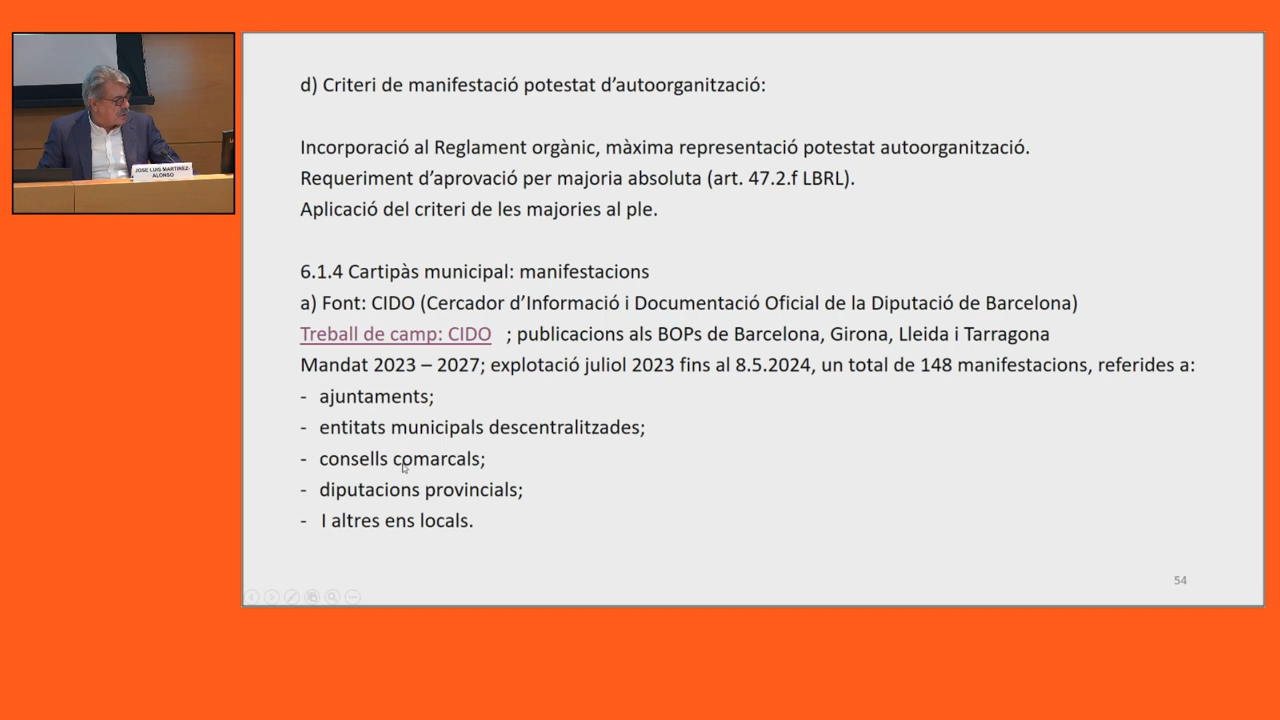 JOSE LUIS MARTINEZ-
ALONSO
d) Criteri de manifestació potestat d’autoorganització:
Incorporació al Reglament orgànic, màxima representació potestat autoorganització.
Requeriment d’aprovació per majoria absoluta (art. 47.2.f LBRL).
Aplicació del criteri de les majories al ple.
6.1.4 Cartipàs municipal: manifestacions
a) Font: CIDO (Cercador d’Informació i Documentació Oficial de la Diputació de Barcelona)
Treball de camp: CIDO ; publicacions als BOPs de Barcelona, Girona, Lleida i Tarragona
Mandat 2023 – 2027; explotació juliol 2023 fins al 8.5.2024, un total de 148 manifestacions, referides a:
- ajuntaments;
- entitats municipals descentralitzades;
- consells comarcals;
- diputacions provincials;
- I altres ens locals.
54